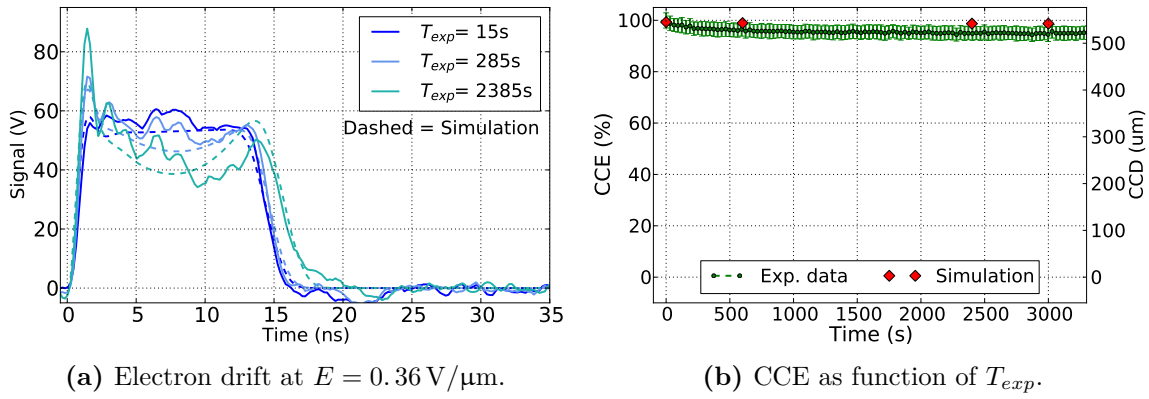 80
60
40
20
0
Signal (V)
0
5
10
15
20
25
30
35
Time (ns)
T_exp= 15s
T_exp= 285s
T_exp= 2385s
Dashed = Simulation
(a) Electron drift at E = 0.36 V/μm.
100
80
60
40
20
0
CCE (%)
0
500
1000
1500
2000
2500
3000
Time (s)
500
400
300
200
100
0
CCD (um)
Exp. data
Simulation
(b) CCE as function of T_exp.